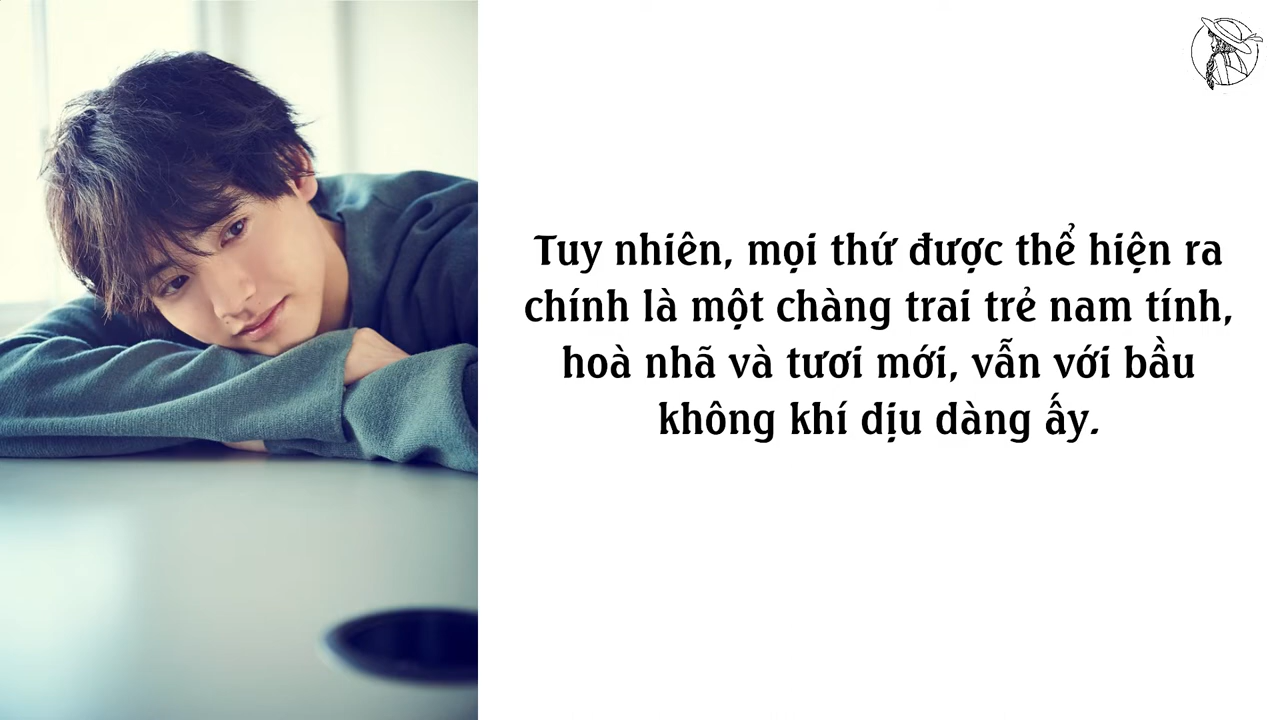 Tuy nhiên, mọi thứ được thể hiện ra
chính là một chàng trai trẻ nam tính,
hoà nhã và tươi mới, vẫn với bầu
không khí dịu dàng ấy.